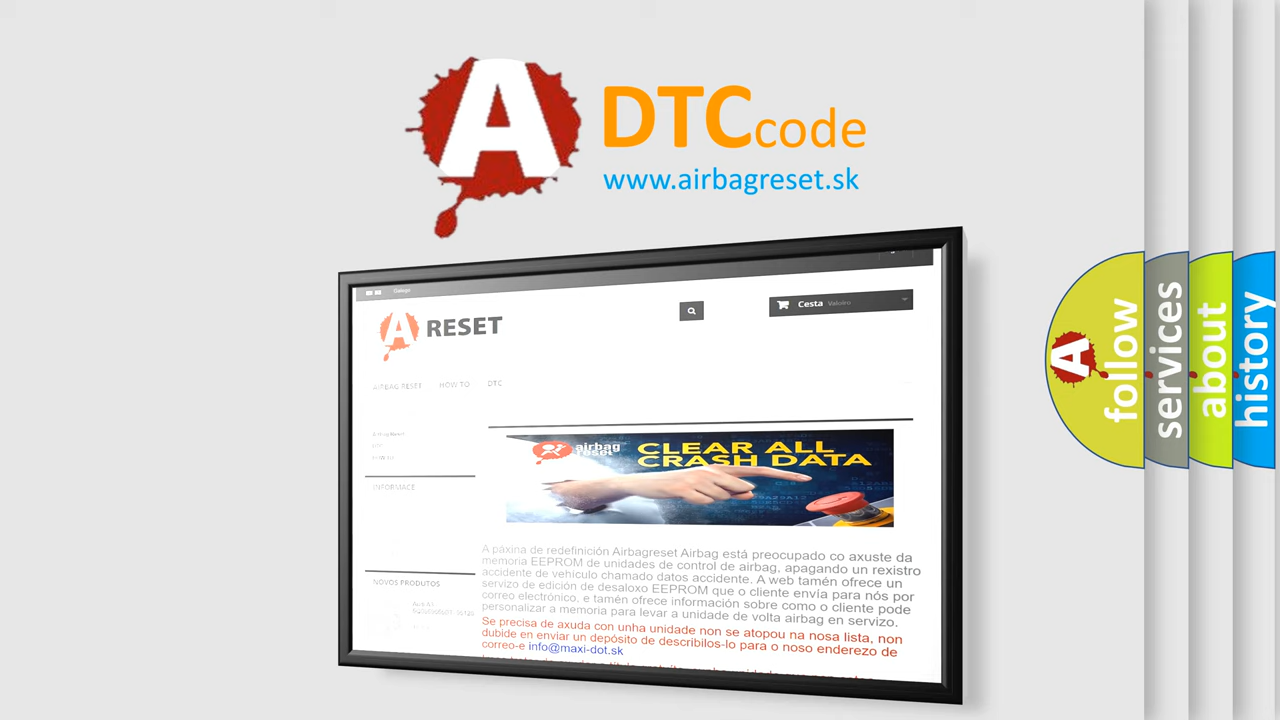 A DTC code
www.airbagreset.sk
Galego
A RESET
Cesta Valeiro
AIRBAG RESET HOW TO DTC
INFORMACE
airbag reset
CLEAR ALL
CRASH DATA
A páxina de redefinición Airbagreset Airbag está preocupado co axuste da
memoria EEPROM de unidades de control de airbag, apagando un rexistro
accidente de vehículo chamado datos accidente. A web tamén ofrece un
servizo de edición de desaloxo EEPROM que o cliente envía para nós por
correo electrónico, e tamén ofrece información sobre como o cliente pode
personalizar a memoria para levar a unidade de volta airbag en servizo.
Se precisa de axuda con unha unidade non se atopou na nosa lista, non
dubide en enviar un depósito de describilos-lo para o noso enderezo de
correo-e info@maxi-dot.sk
NOVOS PRODUTOS
A
follow
services
about
history